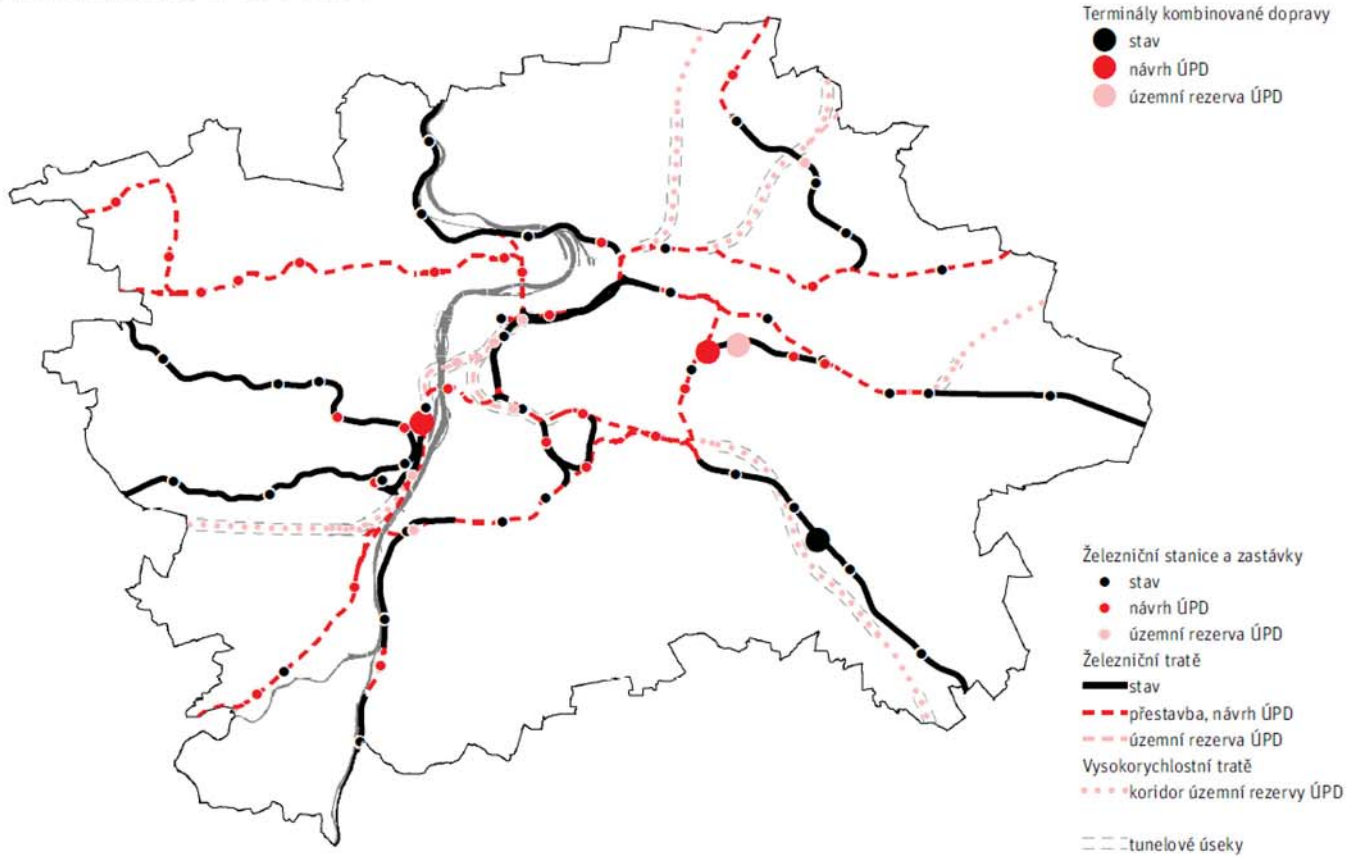 Terminály kombinované dopravy
stav
návrh ÚPD
územní rezerva ÚPD
Železniční stanice a zastávky
stav
návrh ÚPD
územní rezerva ÚPD
Železniční tratě
stav
přestavba, návrh ÚPD
územní rezerva ÚPD
Vysokorychlostní tratě
koridor územní rezervy ÚPD
tunelové úseky